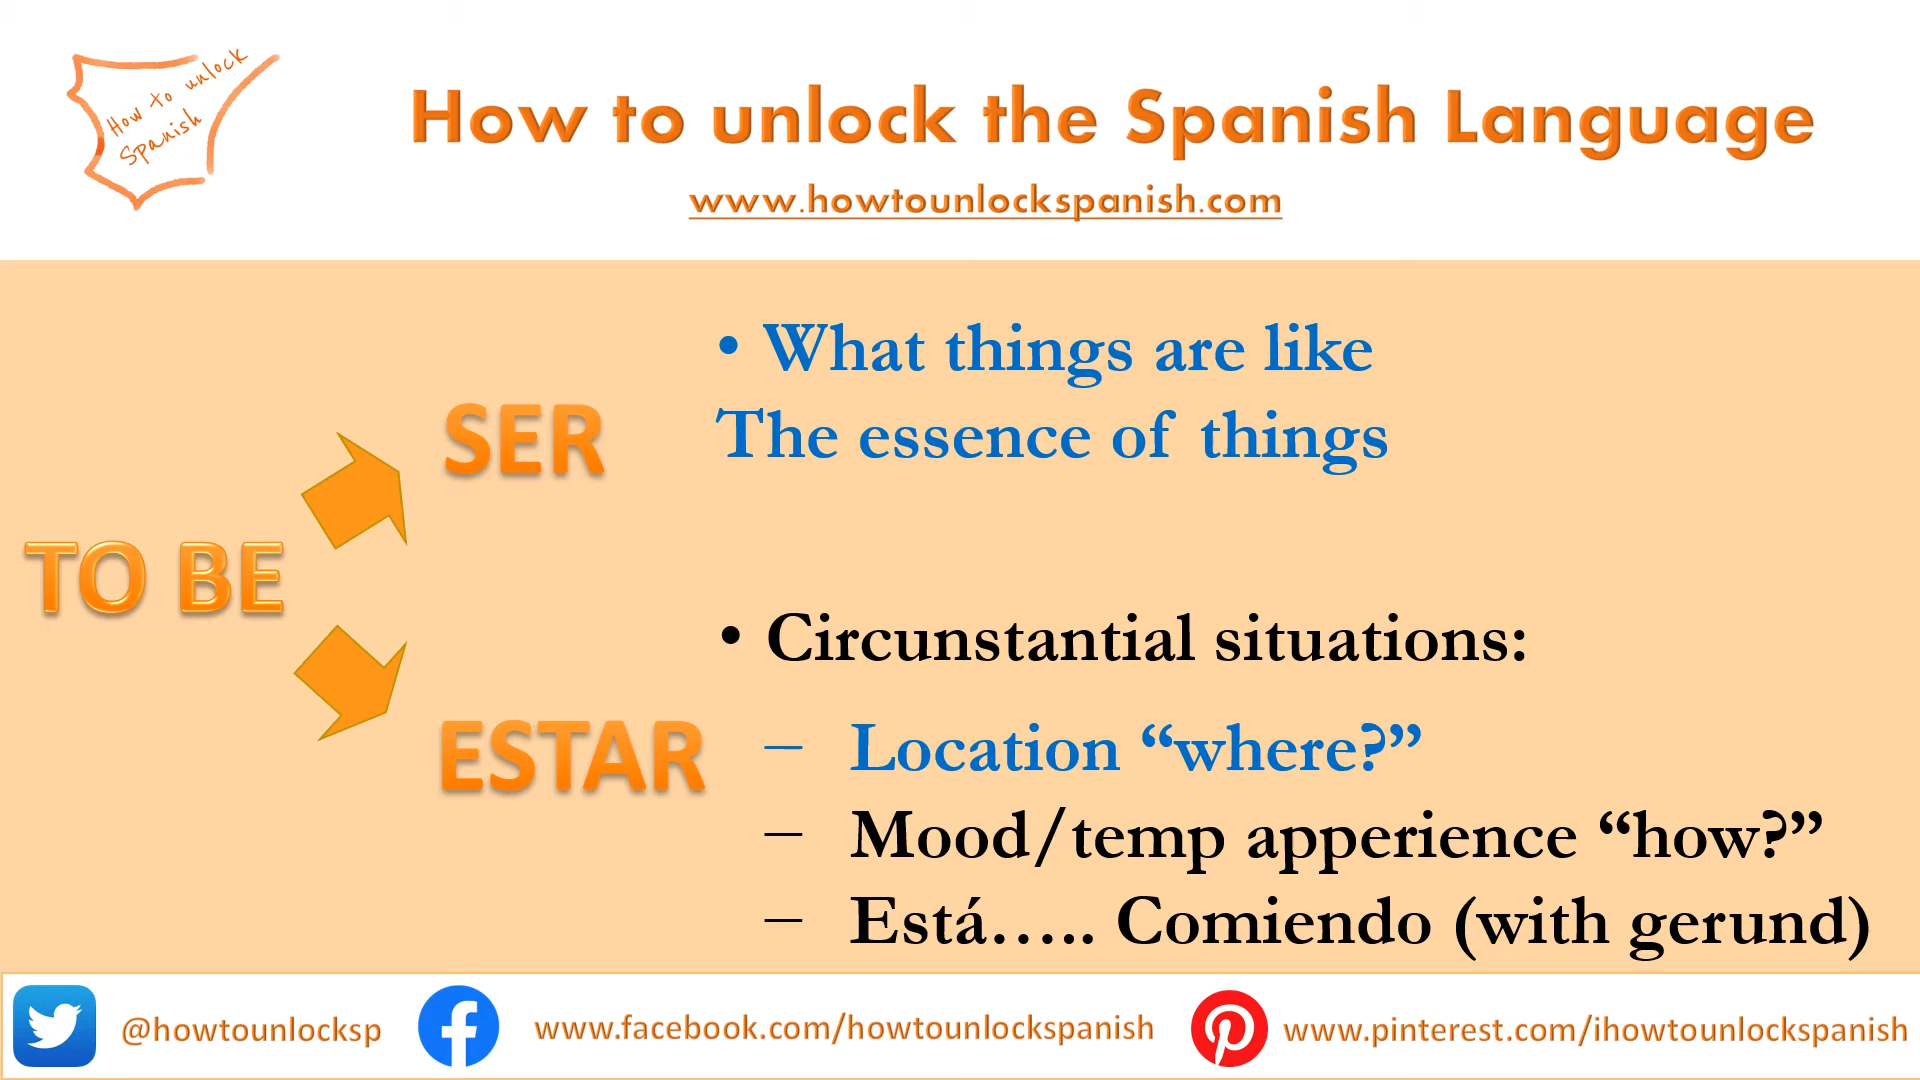 How to unlock
Spanish
How to unlock the Spanish Language
www.howtounlockspanish.com
TO BE
SER
• What things are like
The essence of things
ESTAR
• Circunstantial situations:
– Location “where?”
– Mood/temp apperience “how?”
– Está….. Comiendo (with gerund)
@howtounlocksp
www.facebook.com/howtounlockspanish
www.pinterest.com/ihowtounlockspanish